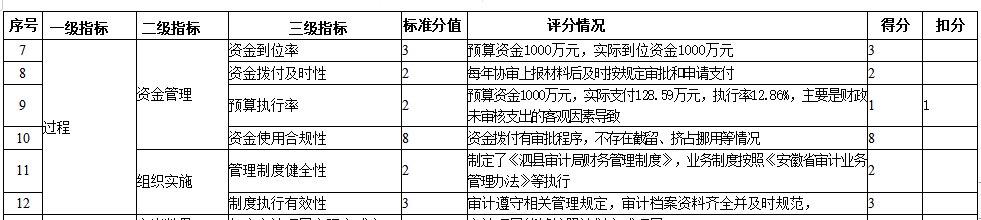 序号 一级指标 二级指标 三级指标 标准分值 评分情况 得分 扣分
7 资金到位率 3 预算资金1000万元，实际到位资金1000万元 3
8 资金拨付及时性 2 每年协审上报材料后及时按规定审批和申请支付 2
过程
资金管理
9 预算执行率 2 预算资金1000万元，实际支付128.59万元，执行率12.86%，主要是财政
未审核支出的客观因素导致 1 1
10 资金使用合规性 8 资金拨付有审批程序，不存在截留、挤占挪用等情况 8
组织实施
11 管理制度健全性 2 制定了《泗县审计局财务管理制度》，业务制度按照《安徽省审计业务
管理办法》等执行 2
12 制度执行有效性 3 审计遵守相关管理规定，审计档案资料齐全并及时规范， 3